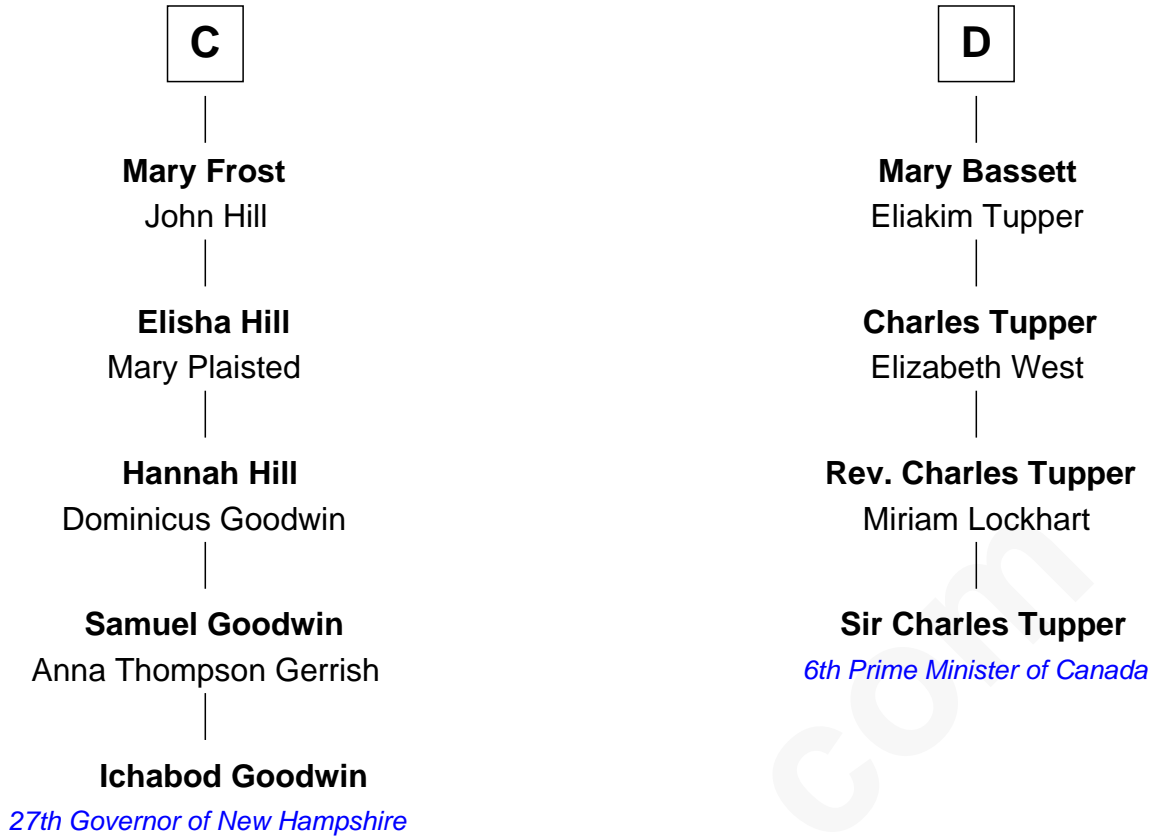 C
Mary Frost
John Hill
Elisha Hill
Mary Plaisted
Hannah Hill
Dominicus Goodwin
Samuel Goodwin
Anna Thompson Gerrish
Ichabod Goodwin
27th Governor of New Hampshire
D
Mary Bassett
Eliakim Tupper
Charles Tupper
Elizabeth West
Rev. Charles Tupper
Miriam Lockhart
Sir Charles Tupper
6th Prime Minister of Canada
com